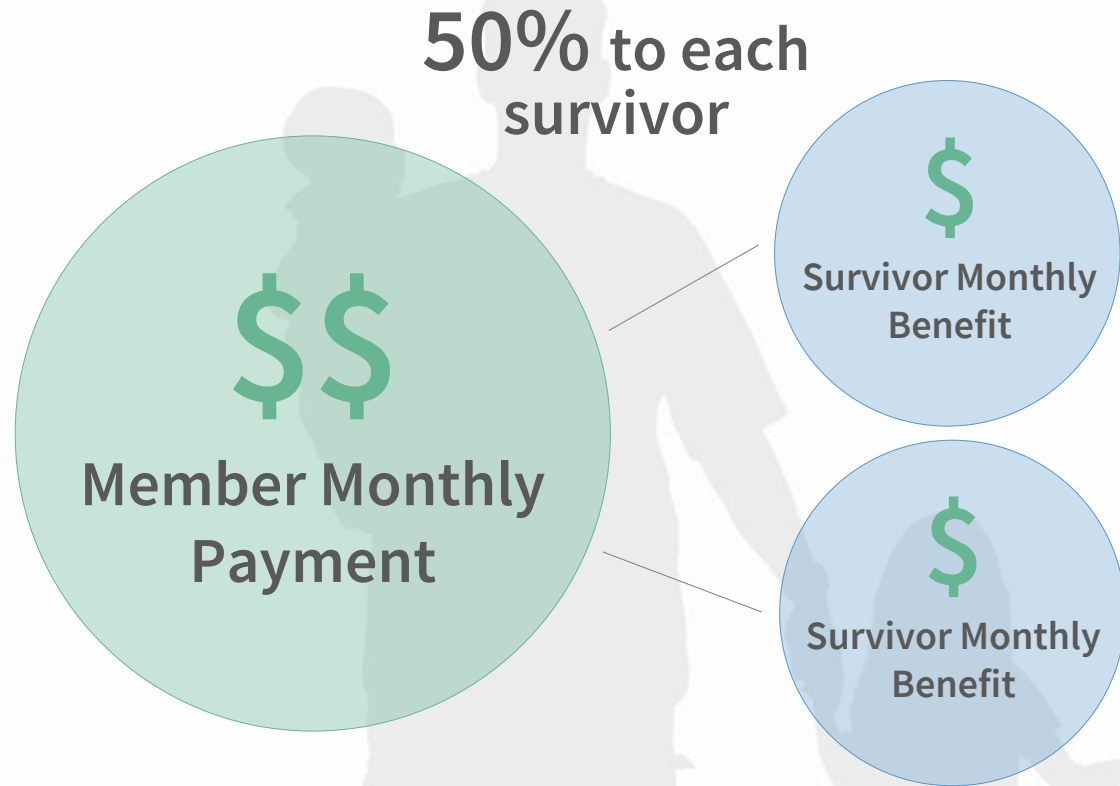 50% to each
survivor
$$
Member Monthly
Payment
$
Survivor Monthly
Benefit
$
Survivor Monthly
Benefit